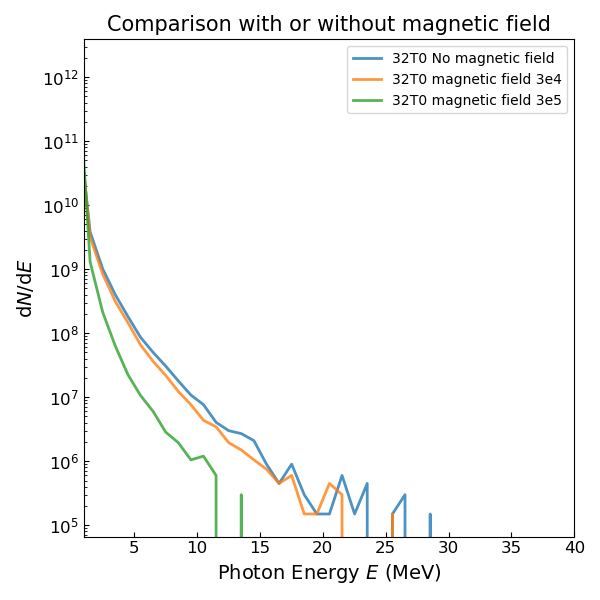 Comparison with or without magnetic field
32T0 No magnetic field
32T0 magnetic field 3e4
32T0 magnetic field 3e5
10¹²
10¹¹
10¹⁰
10⁹
10⁸
10⁷
10⁶
10⁵
dN/dE
5 10 15 20 25 30 35 40
Photon Energy E (MeV)